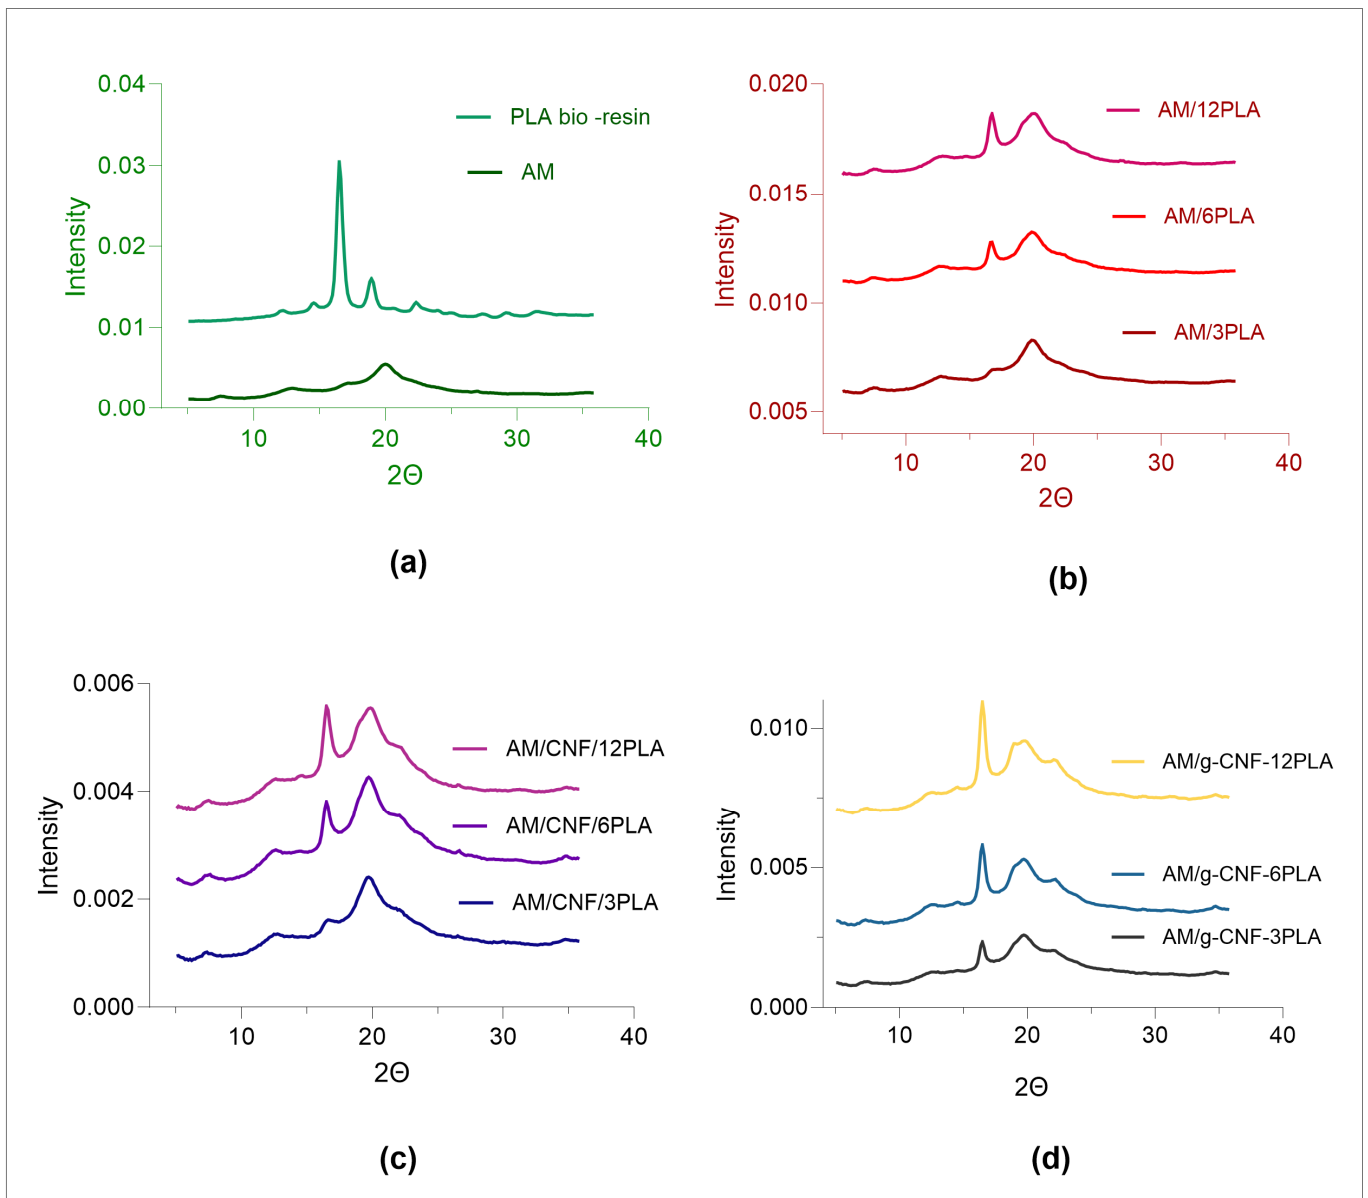 0.04
0.03
0.02
0.01
0.00
Intensity
PLA bio -resin
AM
10 20 30 40
2Θ
(a)
0.020
0.015
0.010
0.005
Intensity
AM/12PLA
AM/6PLA
AM/3PLA
10 20 30 40
2Θ
(b)
0.006
0.004
0.002
0.000
Intensity
AM/CNF/12PLA
AM/CNF/6PLA
AM/CNF/3PLA
10 20 30 40
2Θ
(c)
0.010
0.005
0.000
Intensity
AM/g-CNF-12PLA
AM/g-CNF-6PLA
AM/g-CNF-3PLA
10 20 30 40
2Θ
(d)